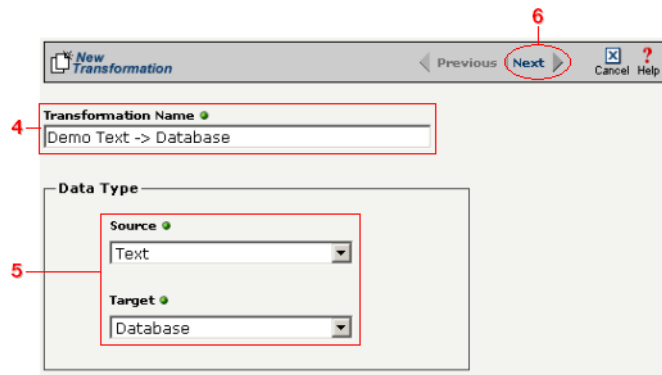 6
New
Transformation
Previous Next Cancel Help
Transformation Name
4
Demo Text -> Database
Data Type
Source
Text
5
Target
Database